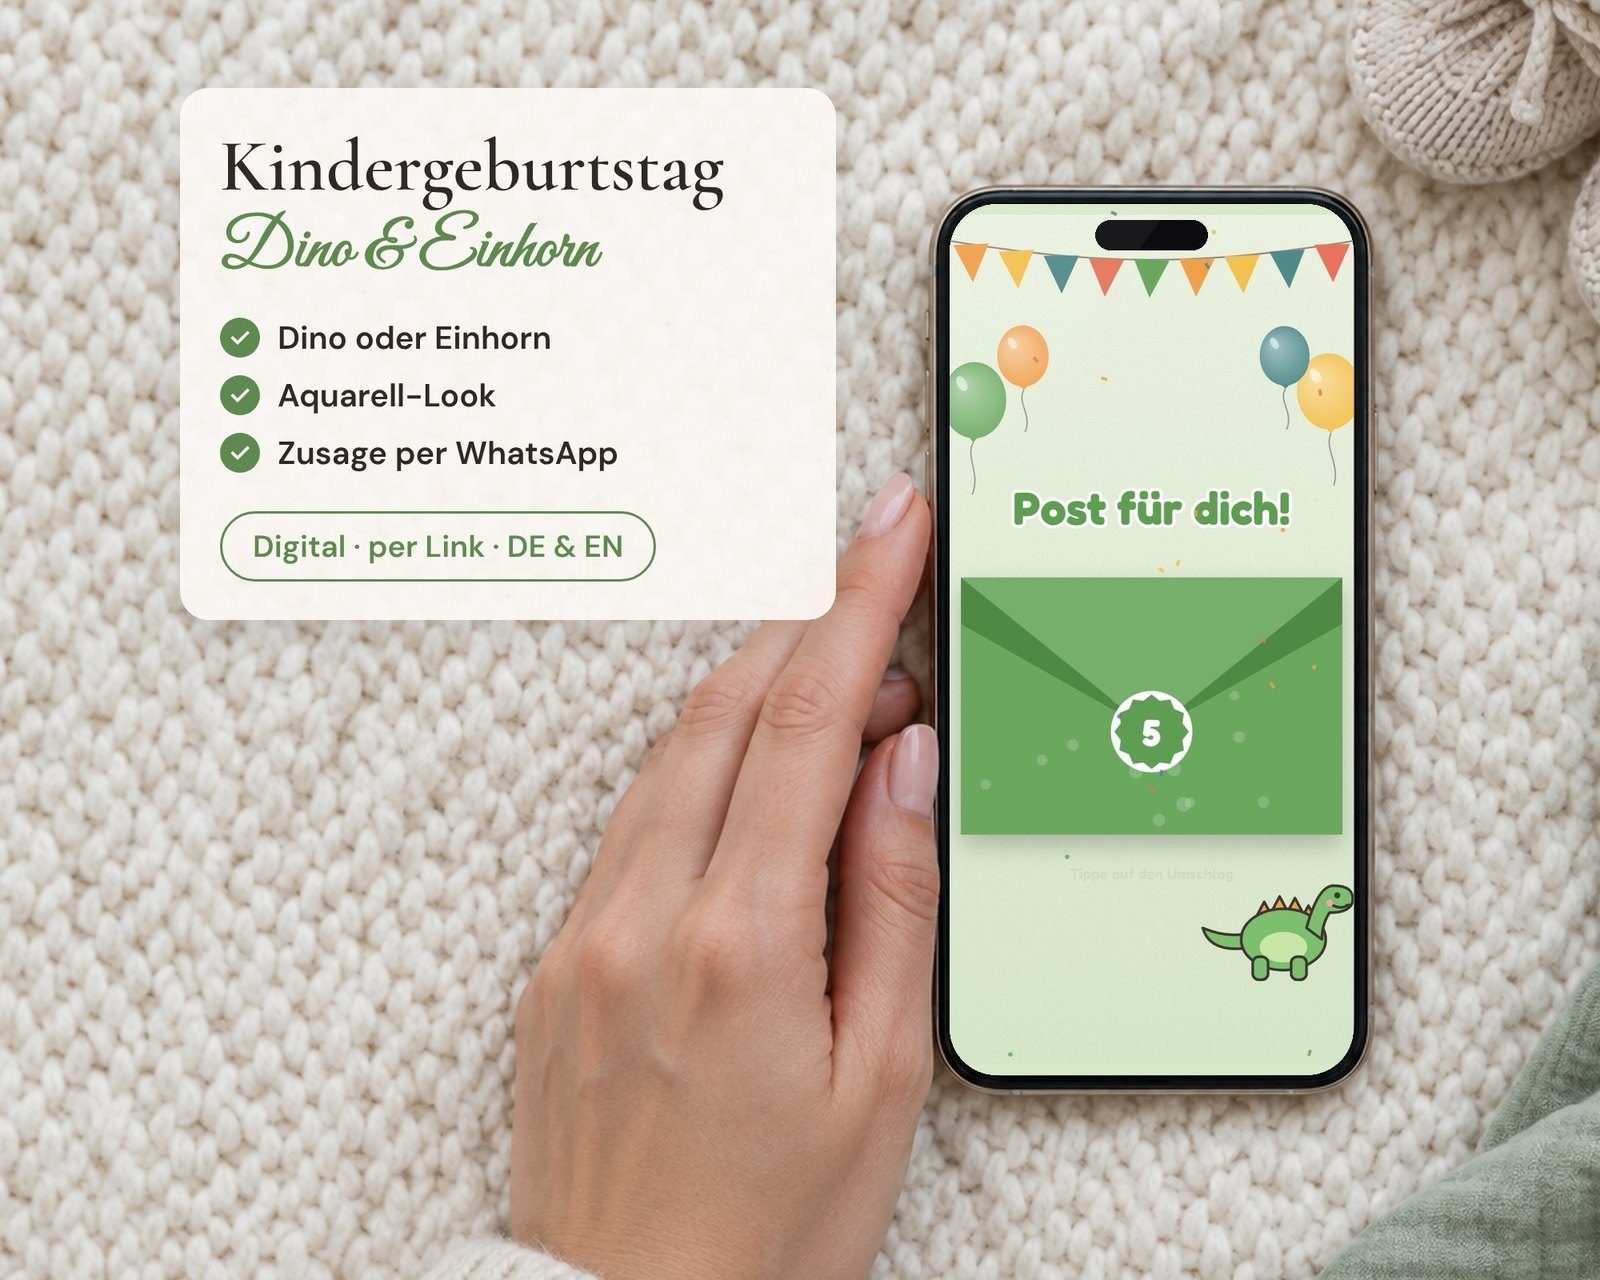 Kindergeburtstag
Dino & Einhorn
Dino oder Einhorn
Aquarell-Look
Zusage per WhatsApp
Digital · per Link · DE & EN
Post für dich!
5
Tippe auf den Umschlag